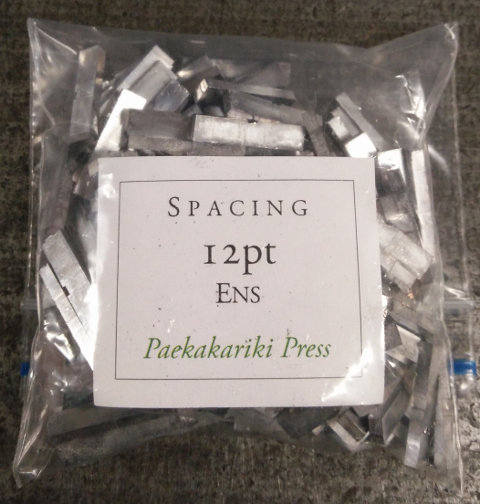 SPACING
12pt
ENS
Paekakariki Press